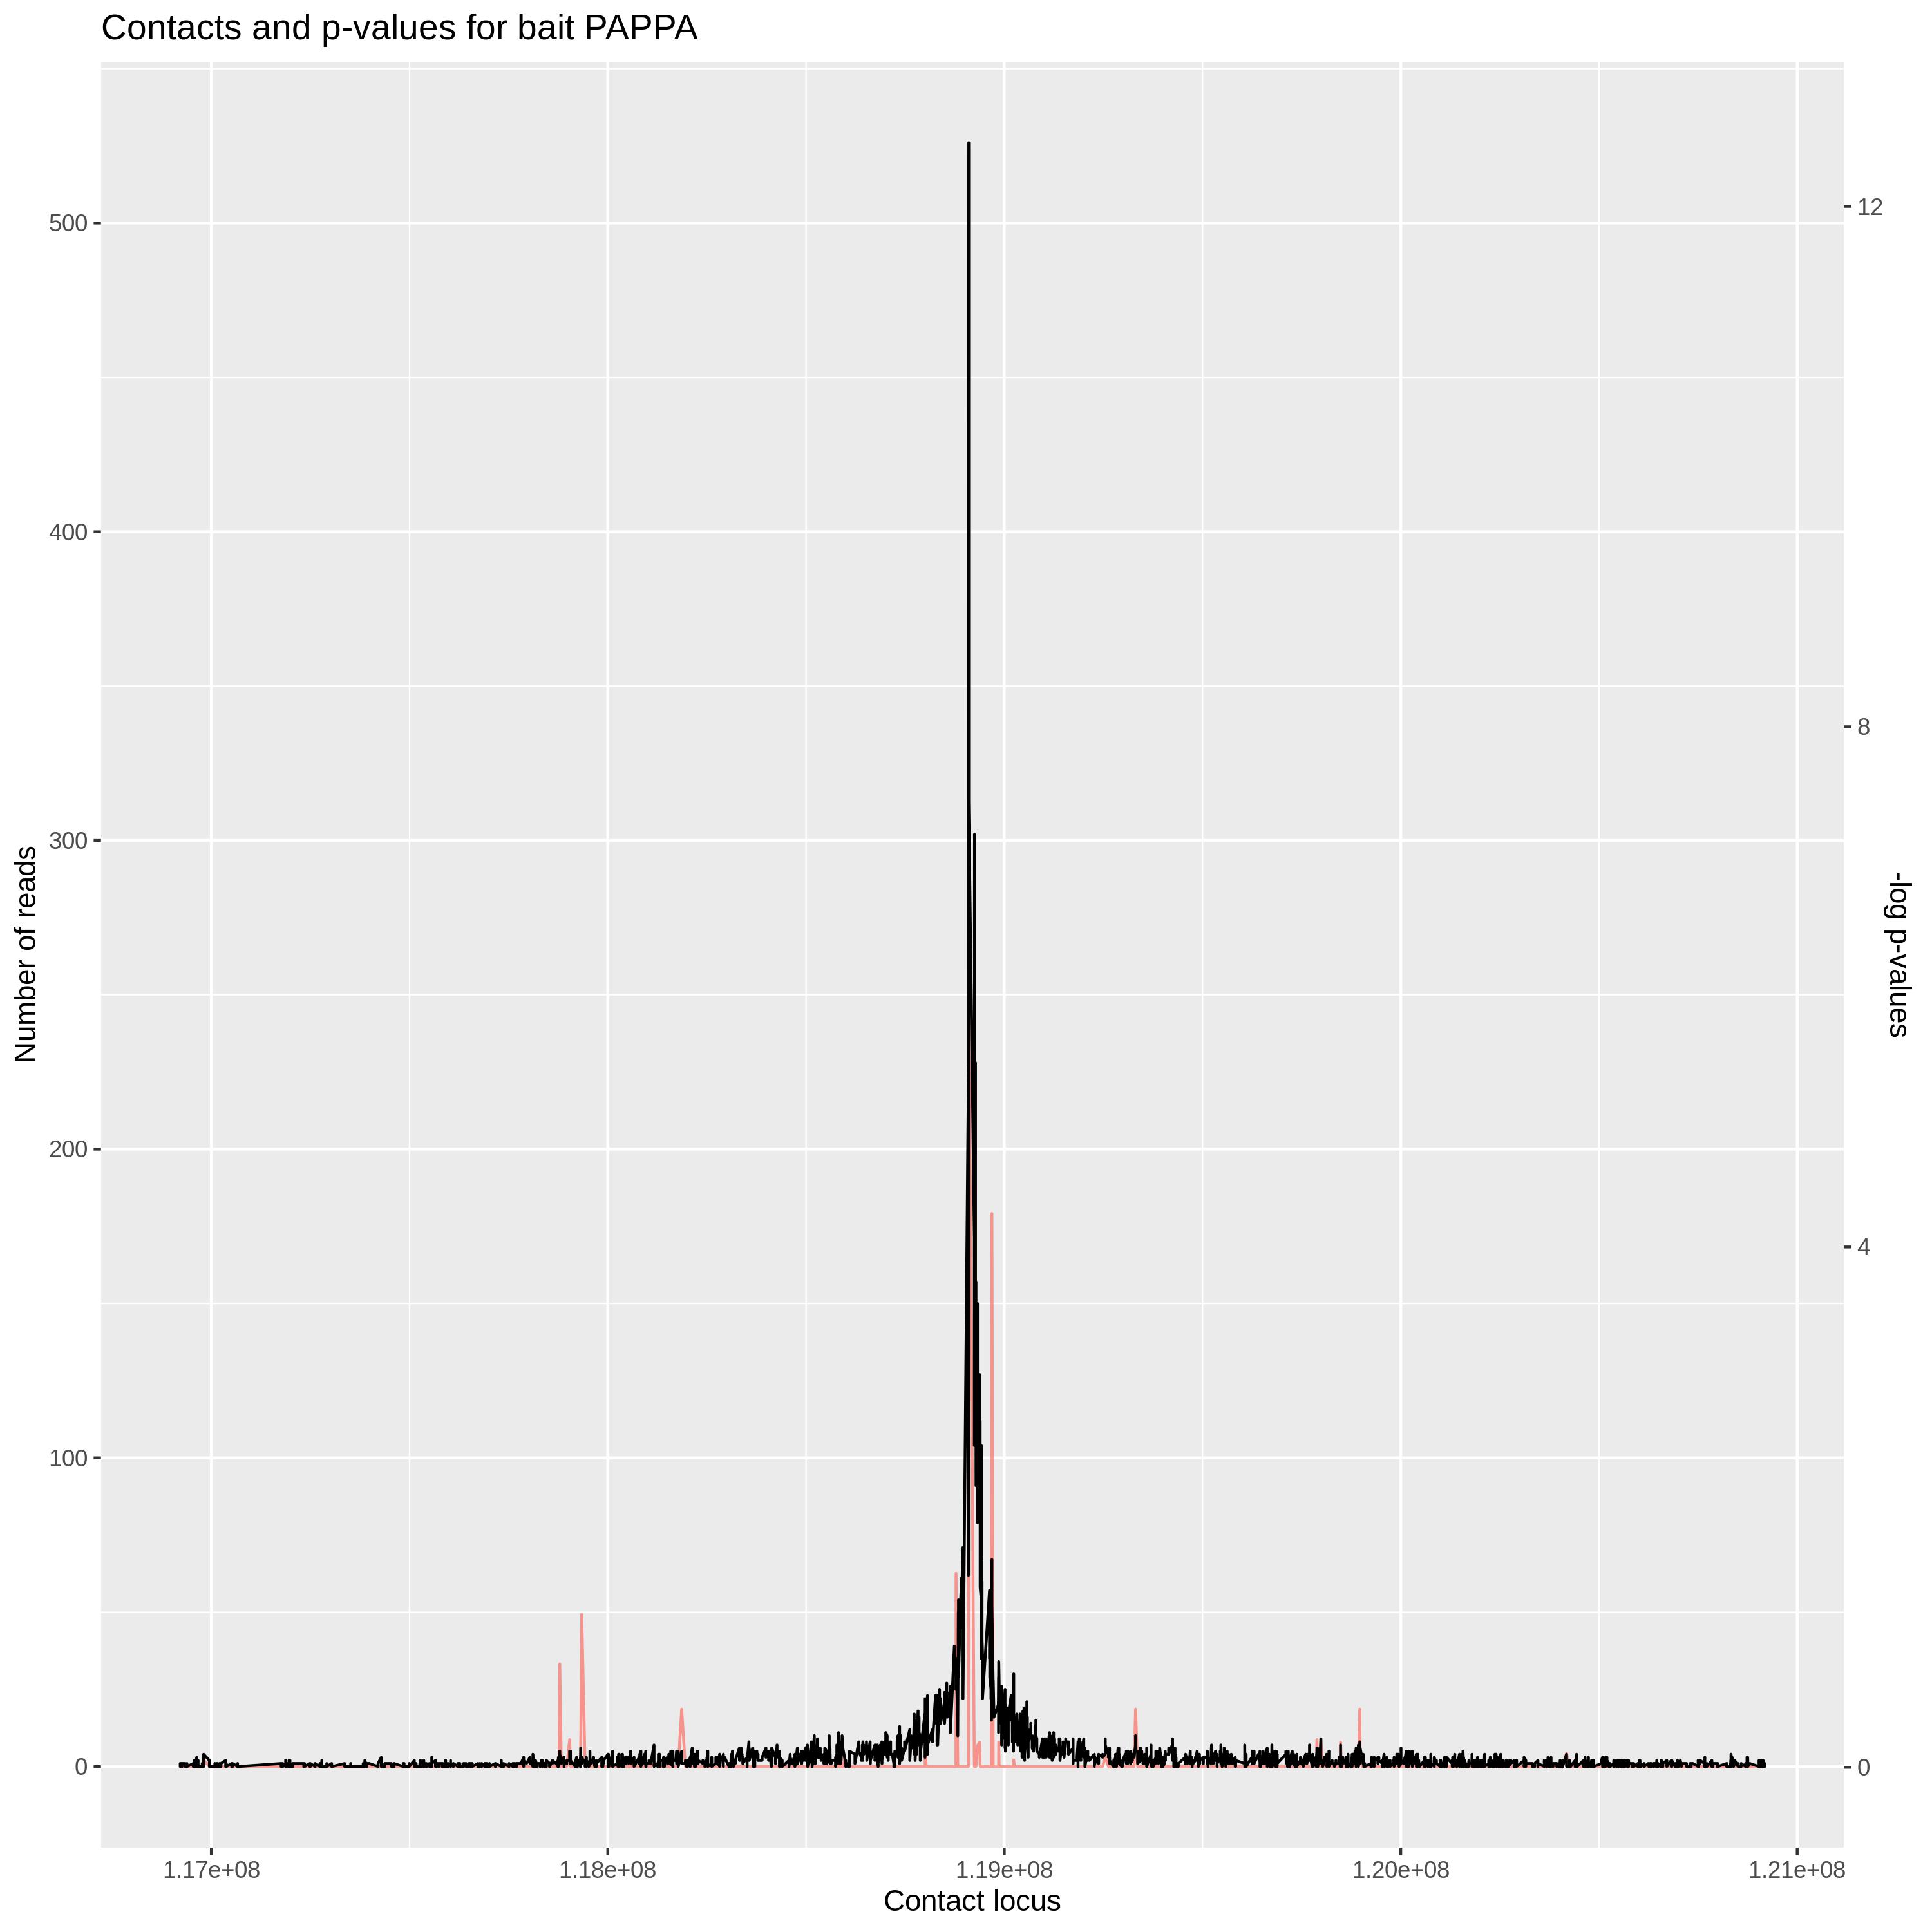 Contacts and p-values for bait PAPPA
500
400
300
200
100
0
Number of reads
12
8
4
0
-log p-values
1.17e+08
1.18e+08
1.19e+08
1.20e+08
1.21e+08
Contact locus